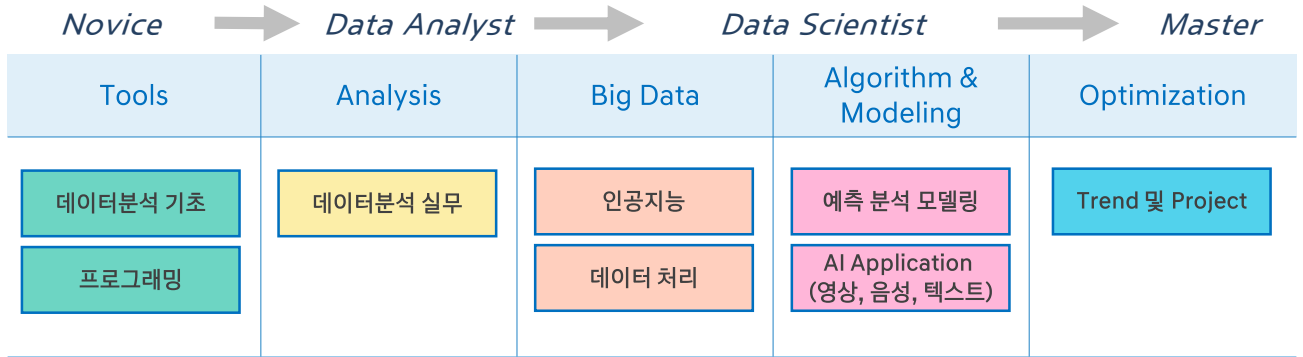 Novice
Data Analyst
Data Scientist
Master
Tools
Analysis
Big Data
Algorithm &
Modeling
Optimization
데이터분석 기초
데이터분석 실무
인공지능
예측 분석 모델링
Trend 및 Project
프로그래밍
데이터 처리
AI Application
(영상, 음성, 텍스트)